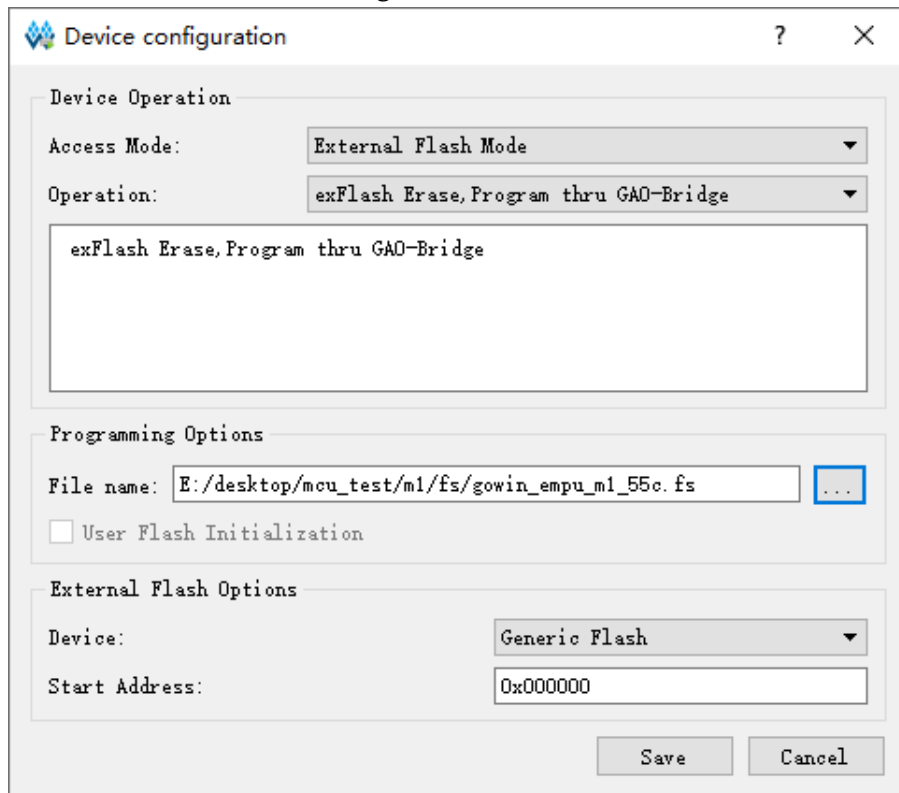 Device configuration ? ×
Device Operation
Access Mode: External Flash Mode
Operation: exFlash Erase,Program thru GAO-Bridge
exFlash Erase,Program thru GAO-Bridge
Programming Options
File name: E:/desktop/mcu_test/m1/fs/gowin_empu_m1_55c.fs ...
User Flash Initialization
External Flash Options
Device: Generic Flash
Start Address: 0x000000
Save Cancel